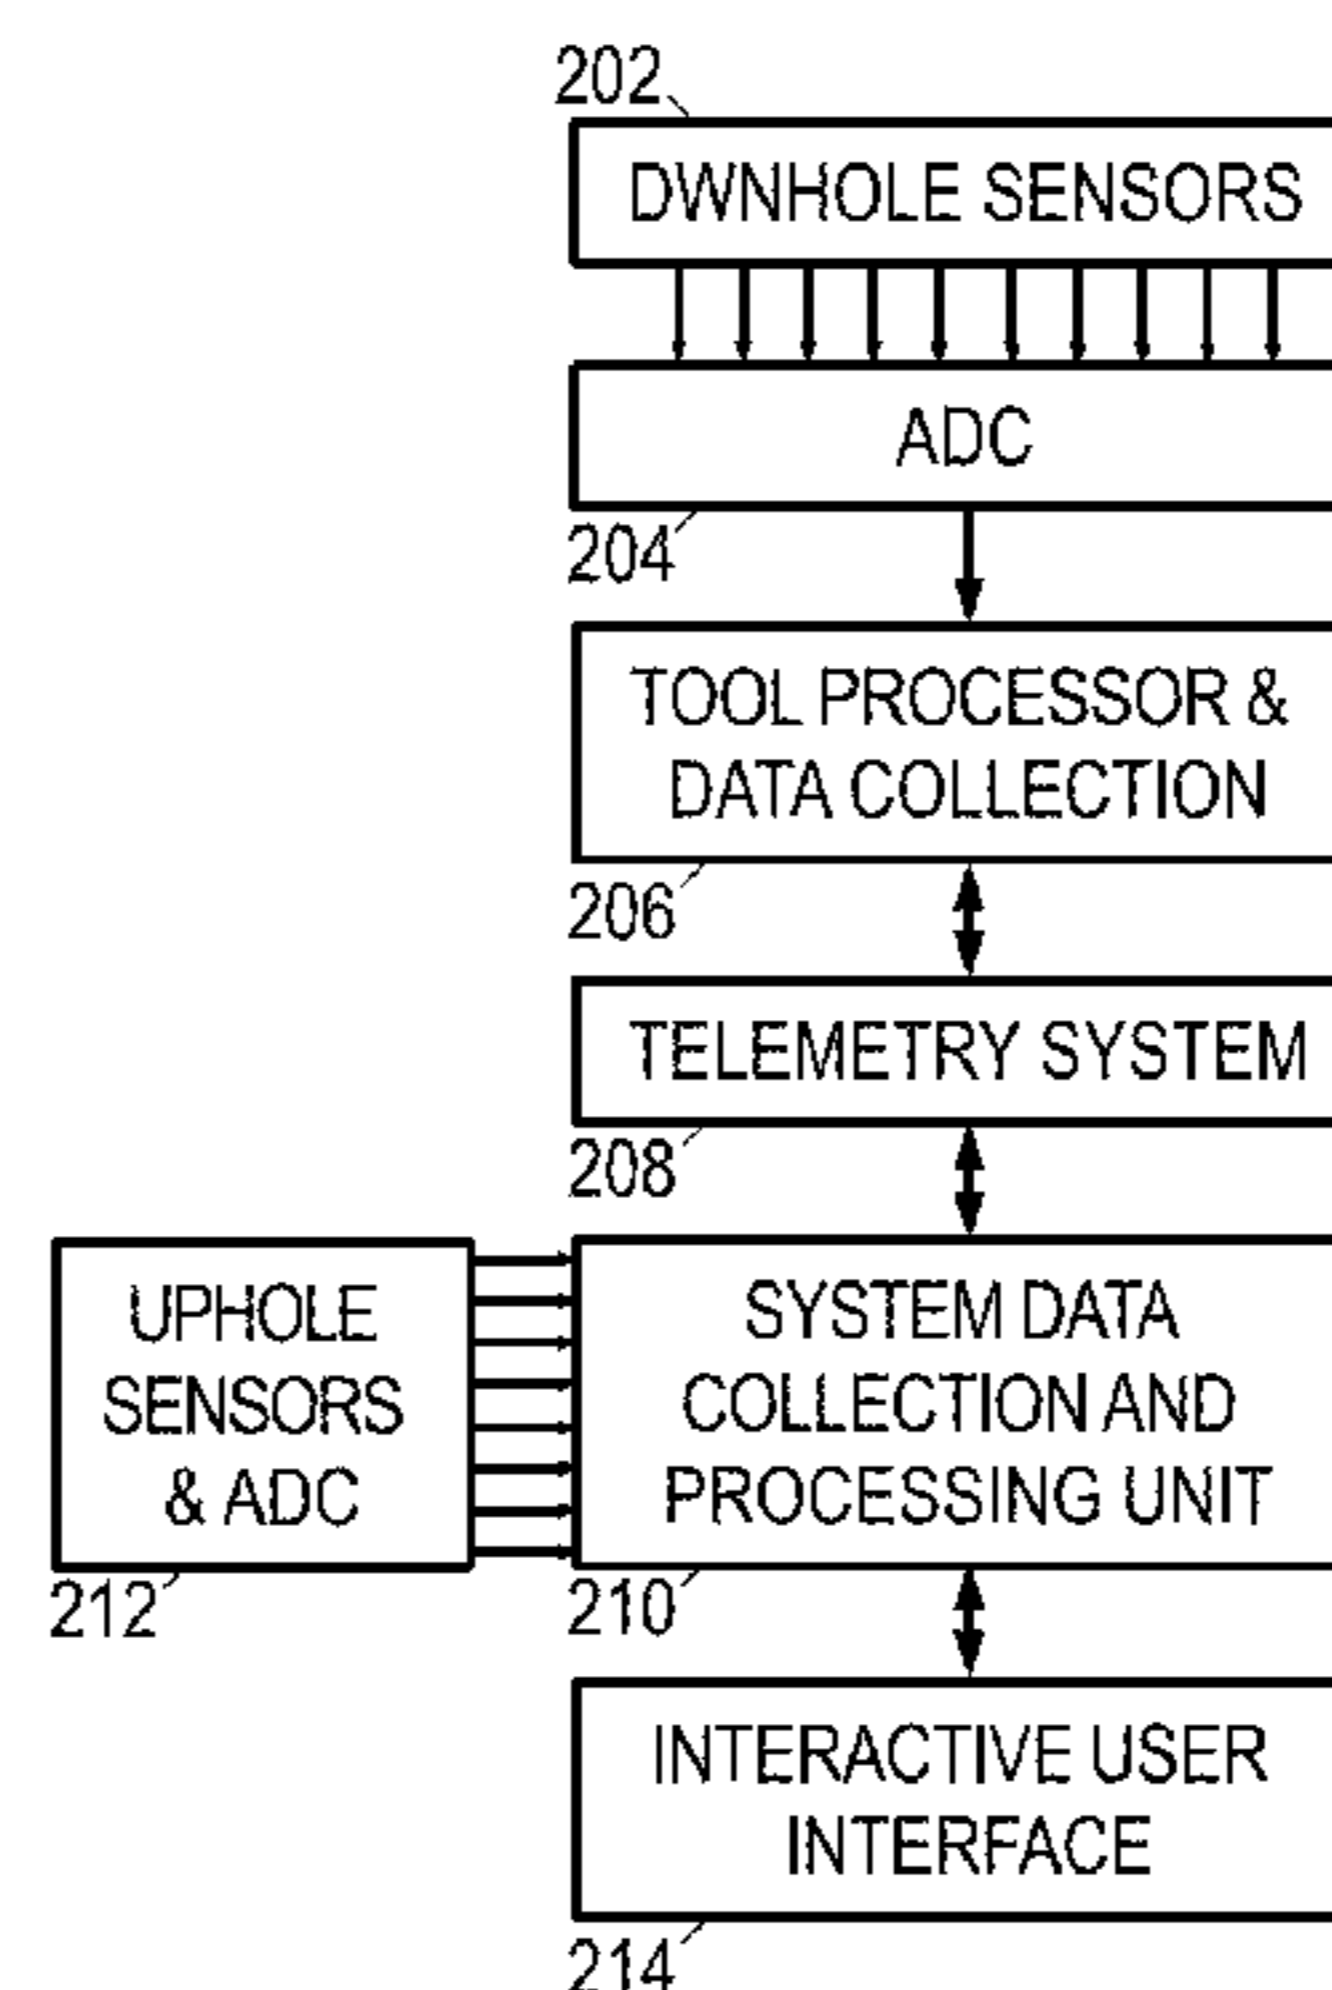 202
DWNHOLE SENSORS
ADC
204
TOOL PROCESSOR &
DATA COLLECTION
206
TELEMETRY SYSTEM
208
UPHOLE
SENSORS
& ADC
212
SYSTEM DATA
COLLECTION AND
PROCESSING UNIT
210
INTERACTIVE USER
INTERFACE
214